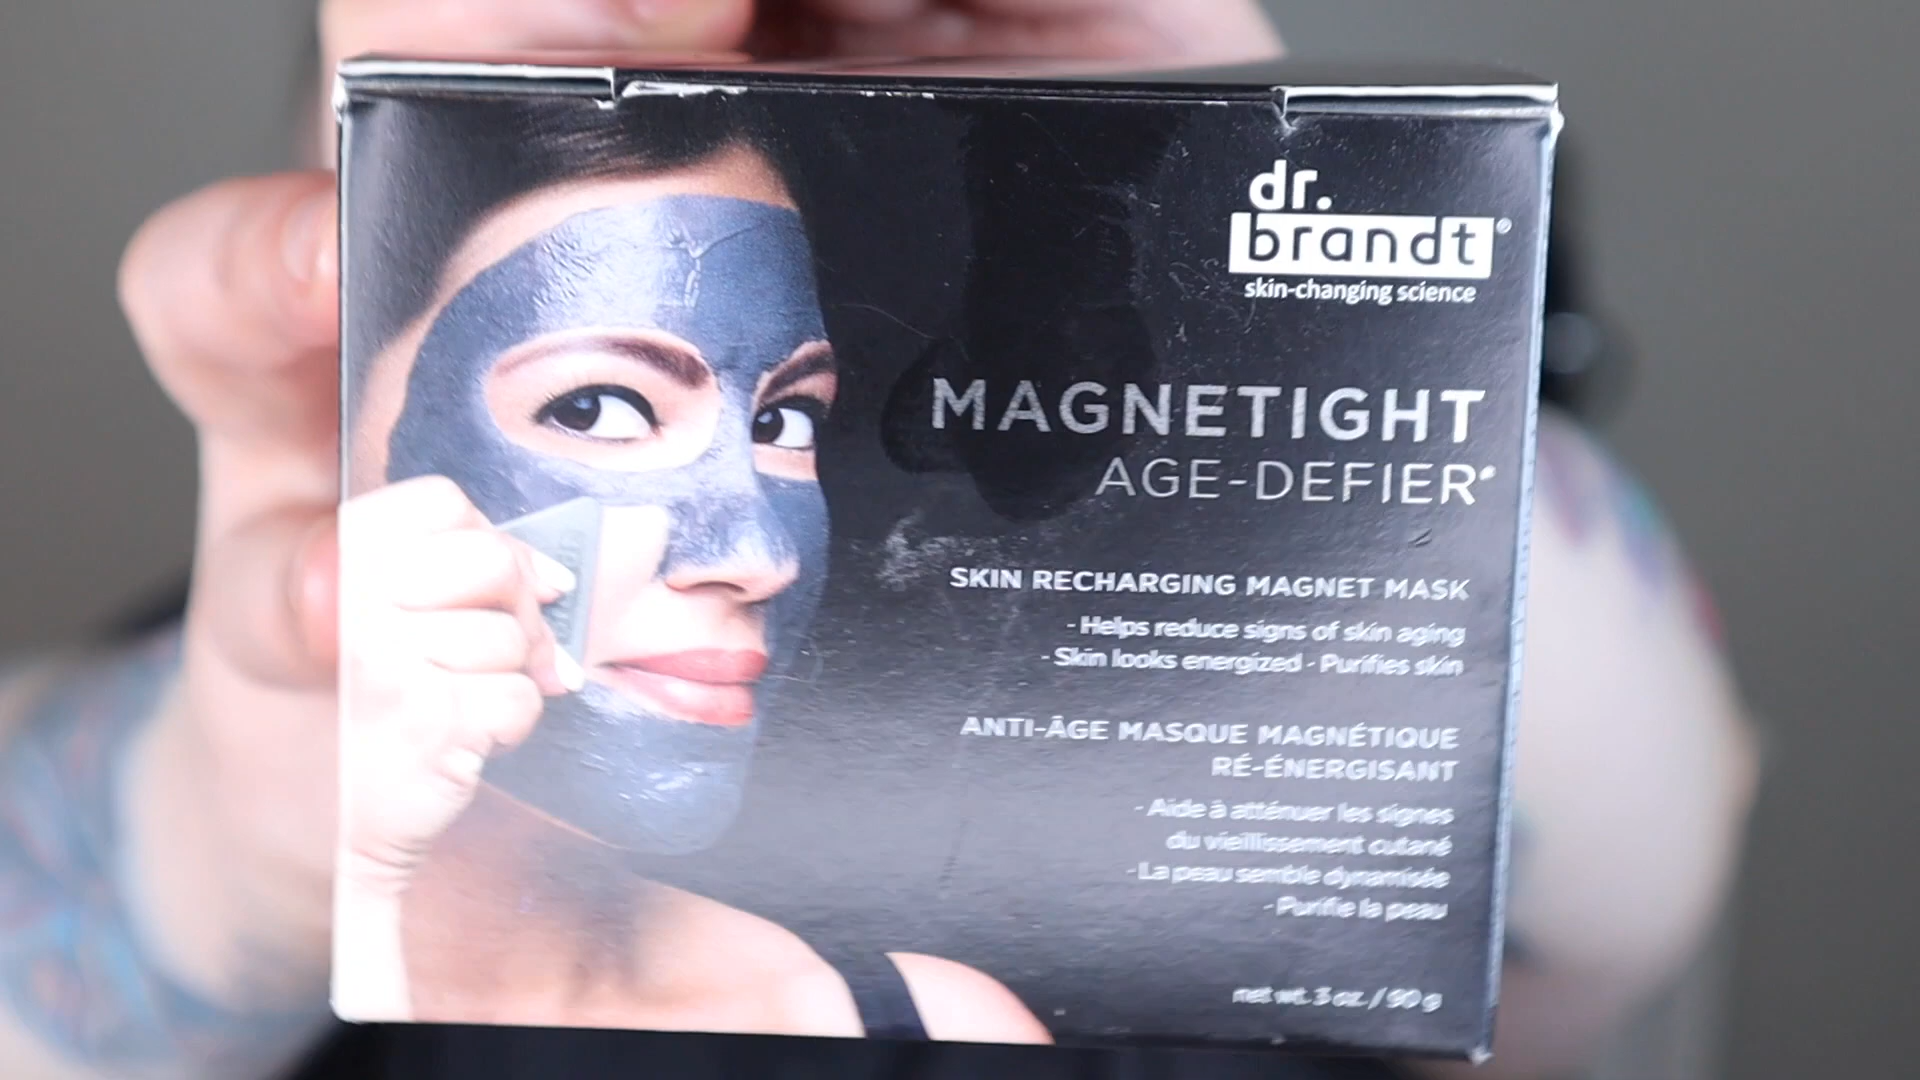 dr.
brandt®
skin-changing science
MAGNETIGHT
AGE-DEFIER®
SKIN RECHARGING MAGNET MASK
- Helps reduce signs of skin aging
- Skin looks energized - Purifies skin
ANTI-ÂGE MASQUE MAGNÉTIQUE
RÉ-ÉNERGISANT
- Aide à atténuer les signes
du vieillissement cutané
- La peau semble dynamisée
- Purifie la peau
net wt. 3 oz. / 90 g